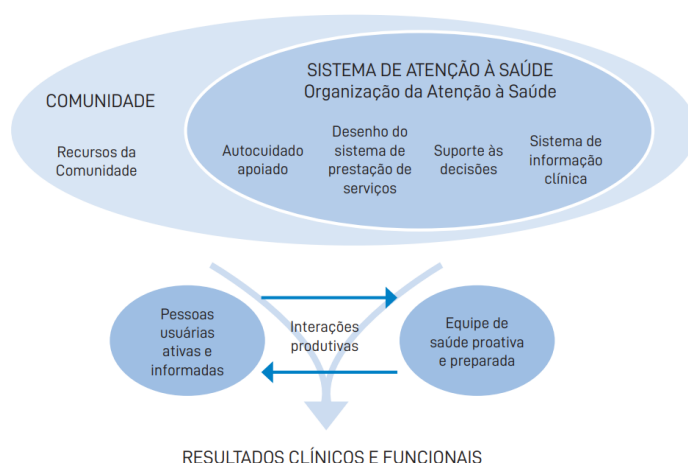 SISTEMA DE ATENÇÃO À SAÚDE
Organização da Atenção à Saúde
COMUNIDADE
Recursos da
Comunidade
Autocuidado
apoiado
Desenho do
sistema de
prestação de
serviços
Suporte às
decisões
Sistema de
informação
clínica
Pessoas
usuárias
ativas e
informadas
Interações
produtivas
Equipe de
saúde proativa
e preparada
RESULTADOS CLÍNICOS E FUNCIONAIS